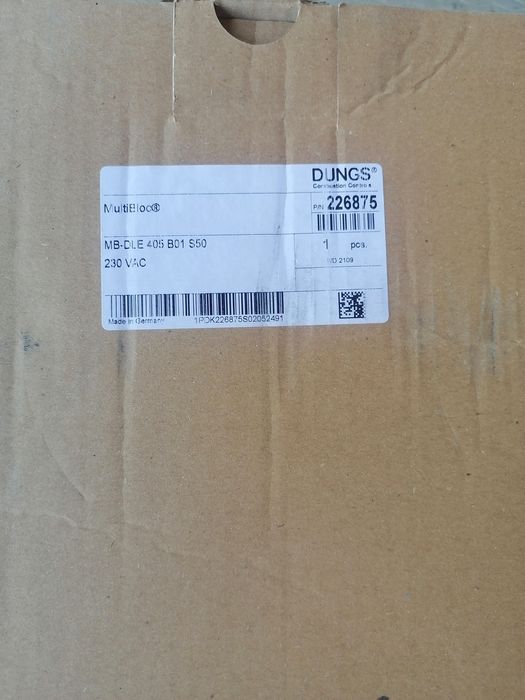 DUNGS®
Combustion Controls
MultiBloc®
P/N 226875
MB-DLE 405 B01 S50
1 pcs.
230 VAC
2109
Made in Germany
1PDK226875S02052491